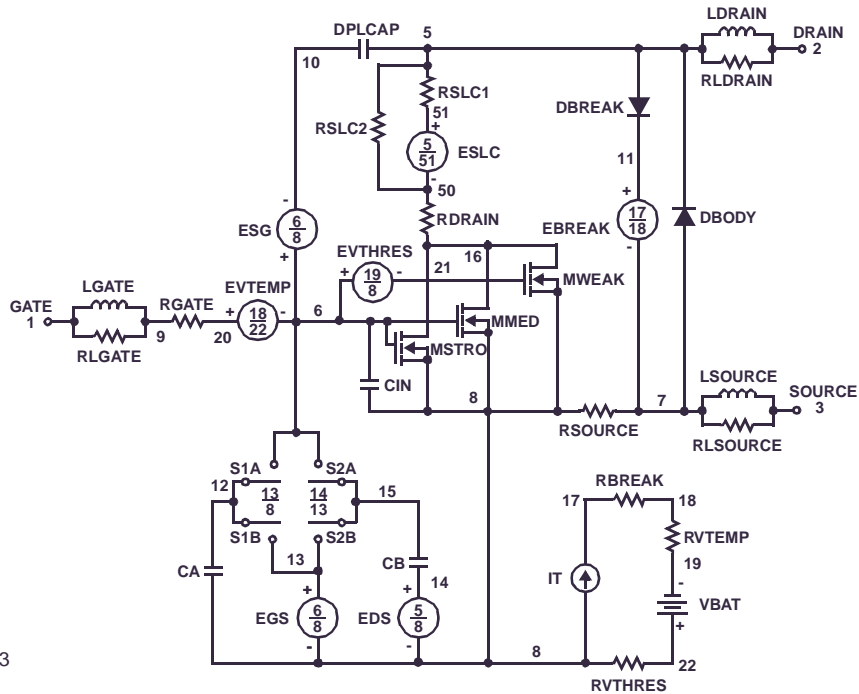 LDRAIN
DPLCAP 5 DRAIN
10 2
RLDRAIN
RSLC1
51
DBREAK
RSLC2
+
5
51
ESLC
-
11
50
-
+
RDRAIN
6
8
ESG
17
18
EBREAK
DBODY
+
-
EVTHRES
16
+ 19 - 21
8
MWEAK
LGATE
EVTEMP
GATE RGATE + 18 - 6
22
MMED
1
9 20
MSTRO
RLGATE
LSOURCE
CIN
8 7 SOURCE
3
RSOURCE
RLSOURCE
S1A S2A
12 13 14 15
8 13
RBREAK
17 18
S1B S2B
RVTEMP
13
CB
19
CA
IT
14
-
+ +
VBAT
6 5
8 8
EGS EDS
+
- -
8
22
RVTHRES
3